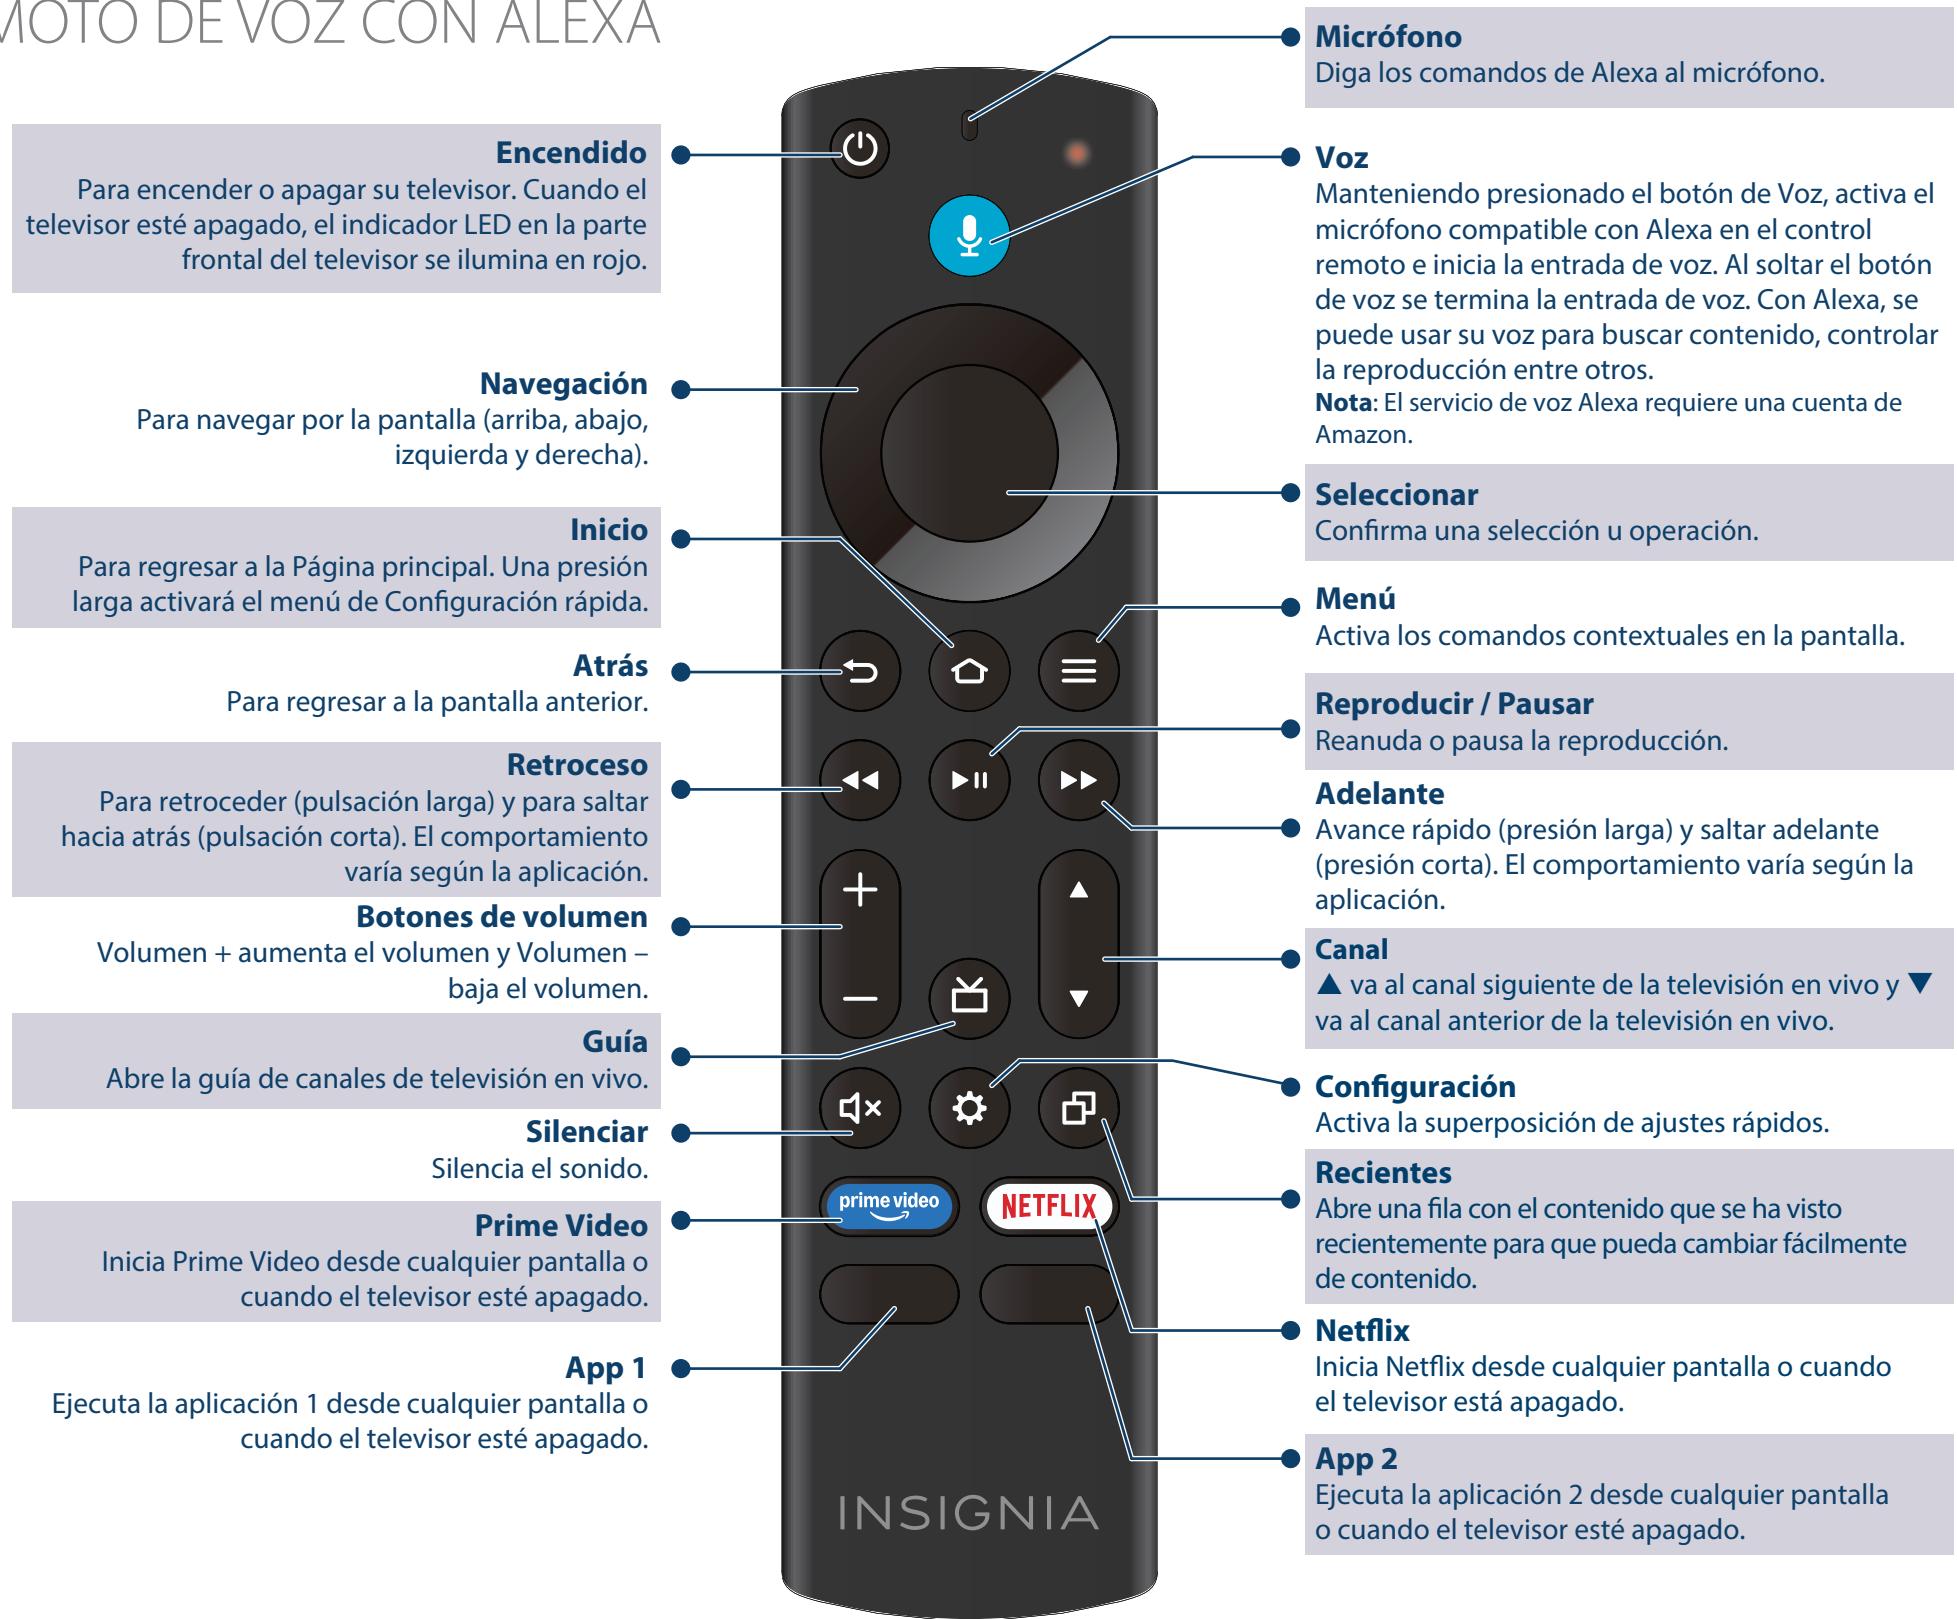 MOTO DE VOZ CON ALEXA
Encendido
Para encender o apagar su televisor. Cuando el
televisor esté apagado, el indicador LED en la parte
frontal del televisor se ilumina en rojo.
Navegación
Para navegar por la pantalla (arriba, abajo,
izquierda y derecha).
Inicio
Para regresar a la Página principal. Una presión
larga activará el menú de Configuración rápida.
Atrás
Para regresar a la pantalla anterior.
Retroceso
Para retroceder (pulsación larga) y para saltar
hacia atrás (pulsación corta). El comportamiento
varía según la aplicación.
Botones de volumen
Volumen + aumenta el volumen y Volumen –
baja el volumen.
Guía
Abre la guía de canales de televisión en vivo.
Silenciar
Silencia el sonido.
Prime Video
Inicia Prime Video desde cualquier pantalla o
cuando el televisor esté apagado.
App 1
Ejecuta la aplicación 1 desde cualquier pantalla o
cuando el televisor esté apagado.
prime video
NETFLIX
INSIGNIA
Micrófono
Diga los comandos de Alexa al micrófono.
Voz
Manteniendo presionado el botón de Voz, activa el
micrófono compatible con Alexa en el control
remoto e inicia la entrada de voz. Al soltar el botón
de voz se termina la entrada de voz. Con Alexa, se
puede usar su voz para buscar contenido, controlar
la reproducción entre otros.
Nota: El servicio de voz Alexa requiere una cuenta de
Amazon.
Seleccionar
Confirma una selección u operación.
Menú
Activa los comandos contextuales en la pantalla.
Reproducir / Pausar
Reanuda o pausa la reproducción.
Adelante
Avance rápido (presión larga) y saltar adelante
(presión corta). El comportamiento varía según la
aplicación.
Canal
▲ va al canal siguiente de la televisión en vivo y ▼
va al canal anterior de la televisión en vivo.
Configuración
Activa la superposición de ajustes rápidos.
Recientes
Abre una fila con el contenido que se ha visto
recientemente para que pueda cambiar fácilmente
de contenido.
Netflix
Inicia Netflix desde cualquier pantalla o cuando
el televisor está apagado.
App 2
Ejecuta la aplicación 2 desde cualquier pantalla
o cuando el televisor esté apagado.